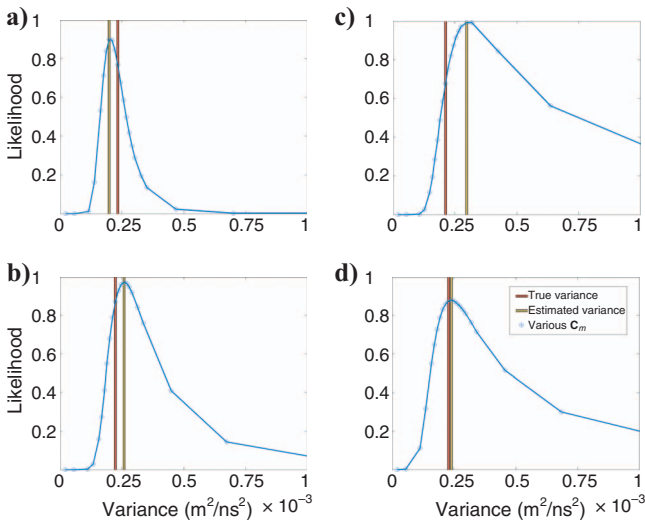 a)
Likelihood
1
0.8
0.6
0.4
0.2
0 0.25 0.5 0.75 1
c)
1
0.8
0.6
0.4
0.2
0 0.25 0.5 0.75 1
b)
Likelihood
1
0.8
0.6
0.4
0.2
0 0.25 0.5 0.75 1
Variance (m²/ns²) × 10⁻³
d)
1
0.8
0.6
0.4
0.2
True variance
Estimated variance
Various Cₘ
0 0.25 0.5 0.75 1
Variance (m²/ns²) × 10⁻³